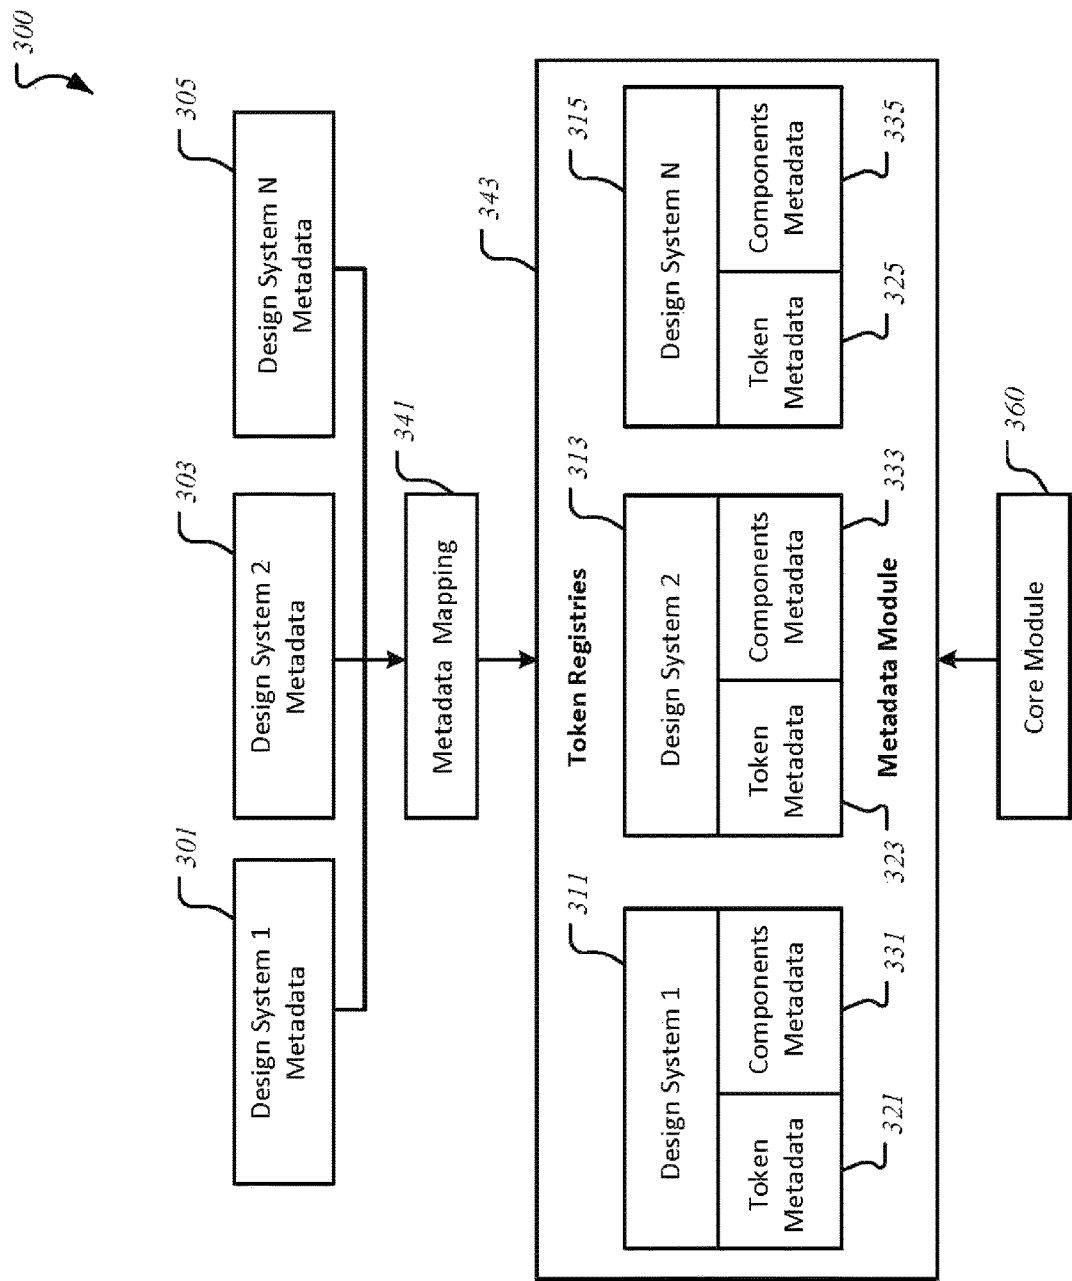 300
301
303
305
Design System 1
Metadata
Design System 2
Metadata
Design System N
Metadata
341
Metadata Mapping
343
Token Registries
311
313
315
Design System 1
Design System 2
Design System N
Token
Metadata
Components
Metadata
Token
Metadata
Components
Metadata
Token
Metadata
Components
Metadata
321
331
323
333
325
335
Metadata Module
360
Core Module